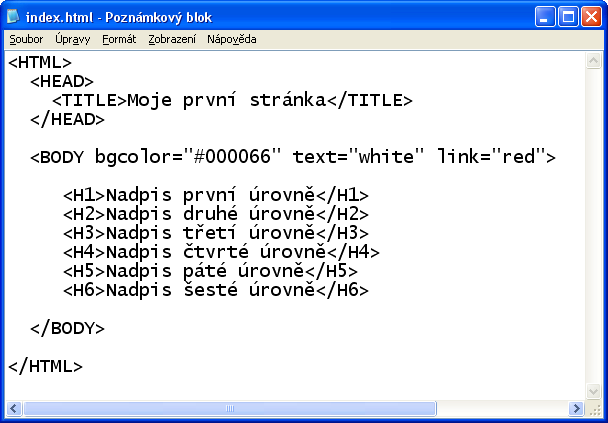 index.html - Poznámkový blok
Soubor Úpravy Formát Zobrazení Nápověda
<HTML>
<HEAD>
<TITLE>Moje první stránka</TITLE>
</HEAD>
<BODY bgcolor="#000066" text="white" link="red">
<H1>Nadpis první úrovně</H1>
<H2>Nadpis druhé úrovně</H2>
<H3>Nadpis třetí úrovně</H3>
<H4>Nadpis čtvrté úrovně</H4>
<H5>Nadpis páté úrovně</H5>
<H6>Nadpis šesté úrovně</H6>
</BODY>
</HTML>